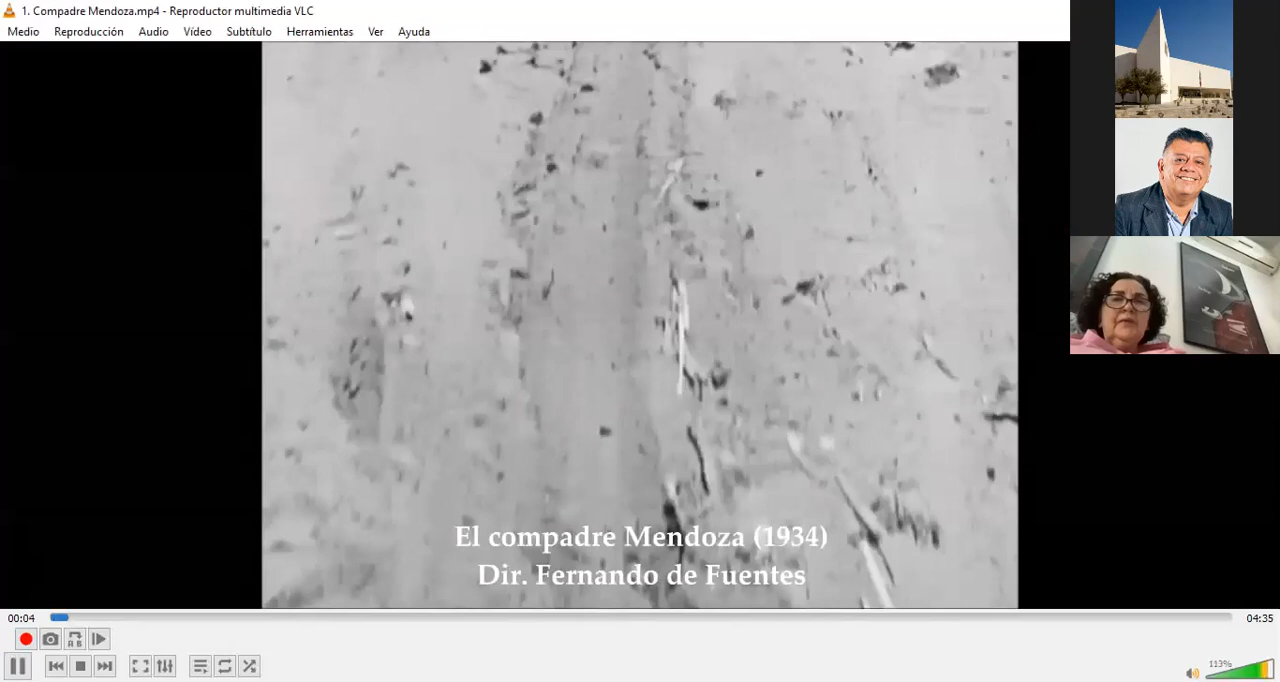 1. Compadre Mendoza.mp4 - Reproductor multimedia VLC
Medio Reproducción Audio Vídeo Subtítulo Herramientas Ver Ayuda
El compadre Mendoza (1934)
Dir. Fernando de Fuentes
00:04
04:35
113%